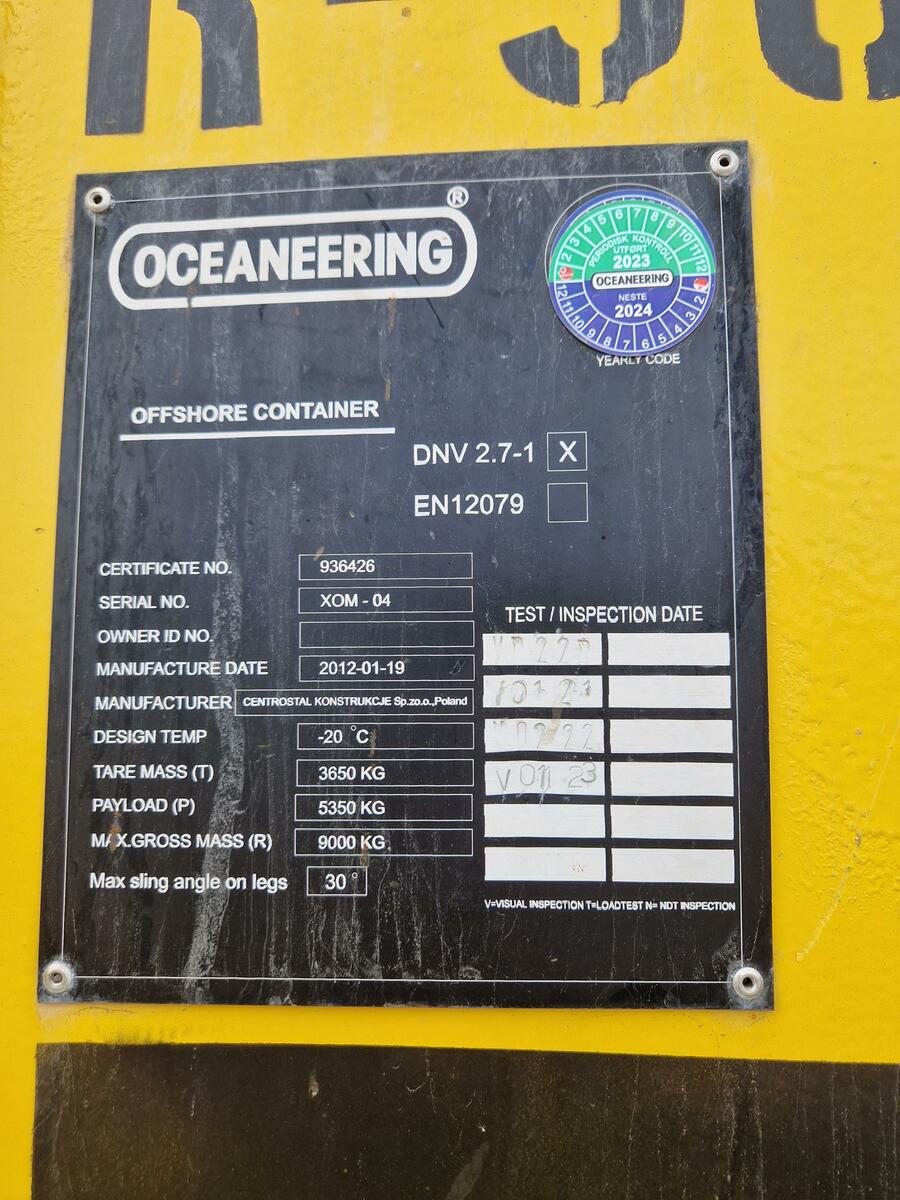 OCEANEERING ®
PERIODISK KONTROLL
UTFØRT
2023
OCEANEERING
NESTE
2024
YEARLY CODE
OFFSHORE CONTAINER
DNV 2.7-1 X
EN12079
CERTIFICATE NO. 936426
SERIAL NO. XOM - 04
OWNER ID NO.
MANUFACTURE DATE 2012-01-19
MANUFACTURER CENTROSTAL KONSTRUKCJE Sp.zo.o.,Poland
DESIGN TEMP -20 °C
TARE MASS (T) 3650 KG
PAYLOAD (P) 5350 KG
MAX.GROSS MASS (R) 9000 KG
Max sling angle on legs 30°
TEST / INSPECTION DATE
V 01 23
V=VISUAL INSPECTION T=LOADTEST N= NDT INSPECTION